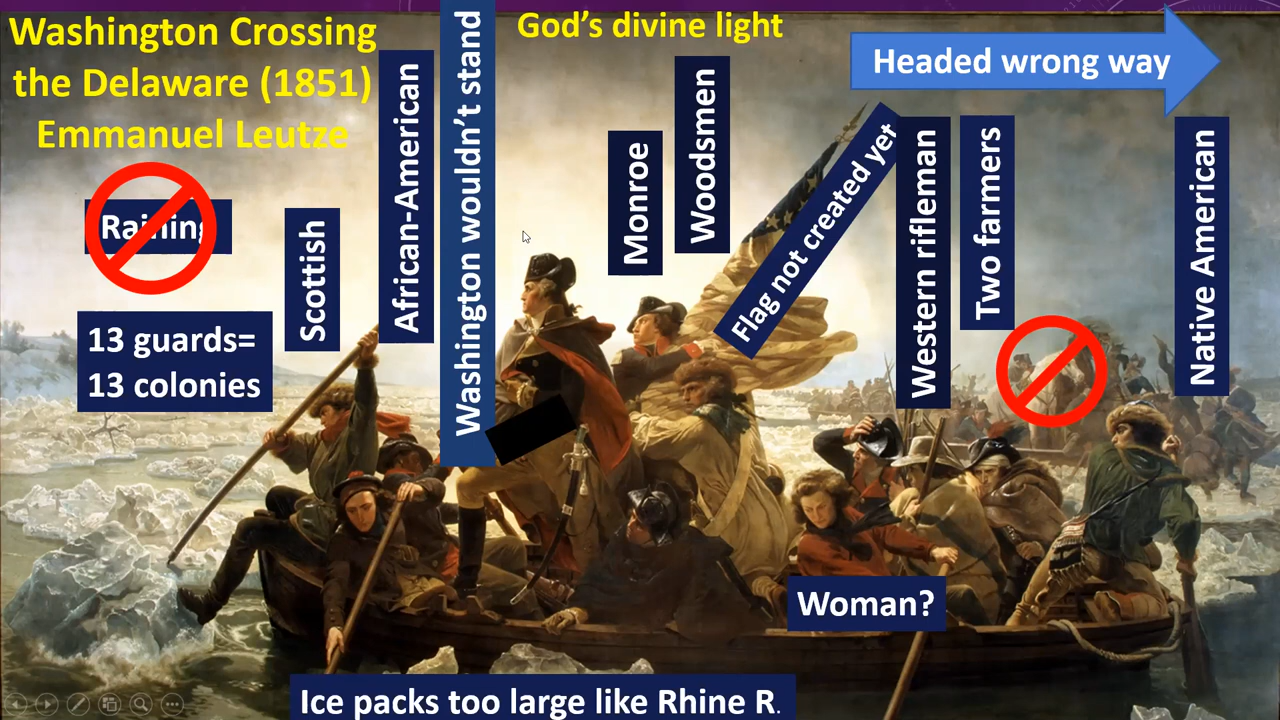 Washington Crossing
the Delaware (1851)
Emmanuel Leutze
God's divine light
Headed wrong way
Raining
13 guards=
13 colonies
Scottish
African-American
Washington wouldn't stand
Monroe
Woodsmen
Flag not created yet
Western rifleman
Two farmers
Native American
Woman?
Ice packs too large like Rhine R.